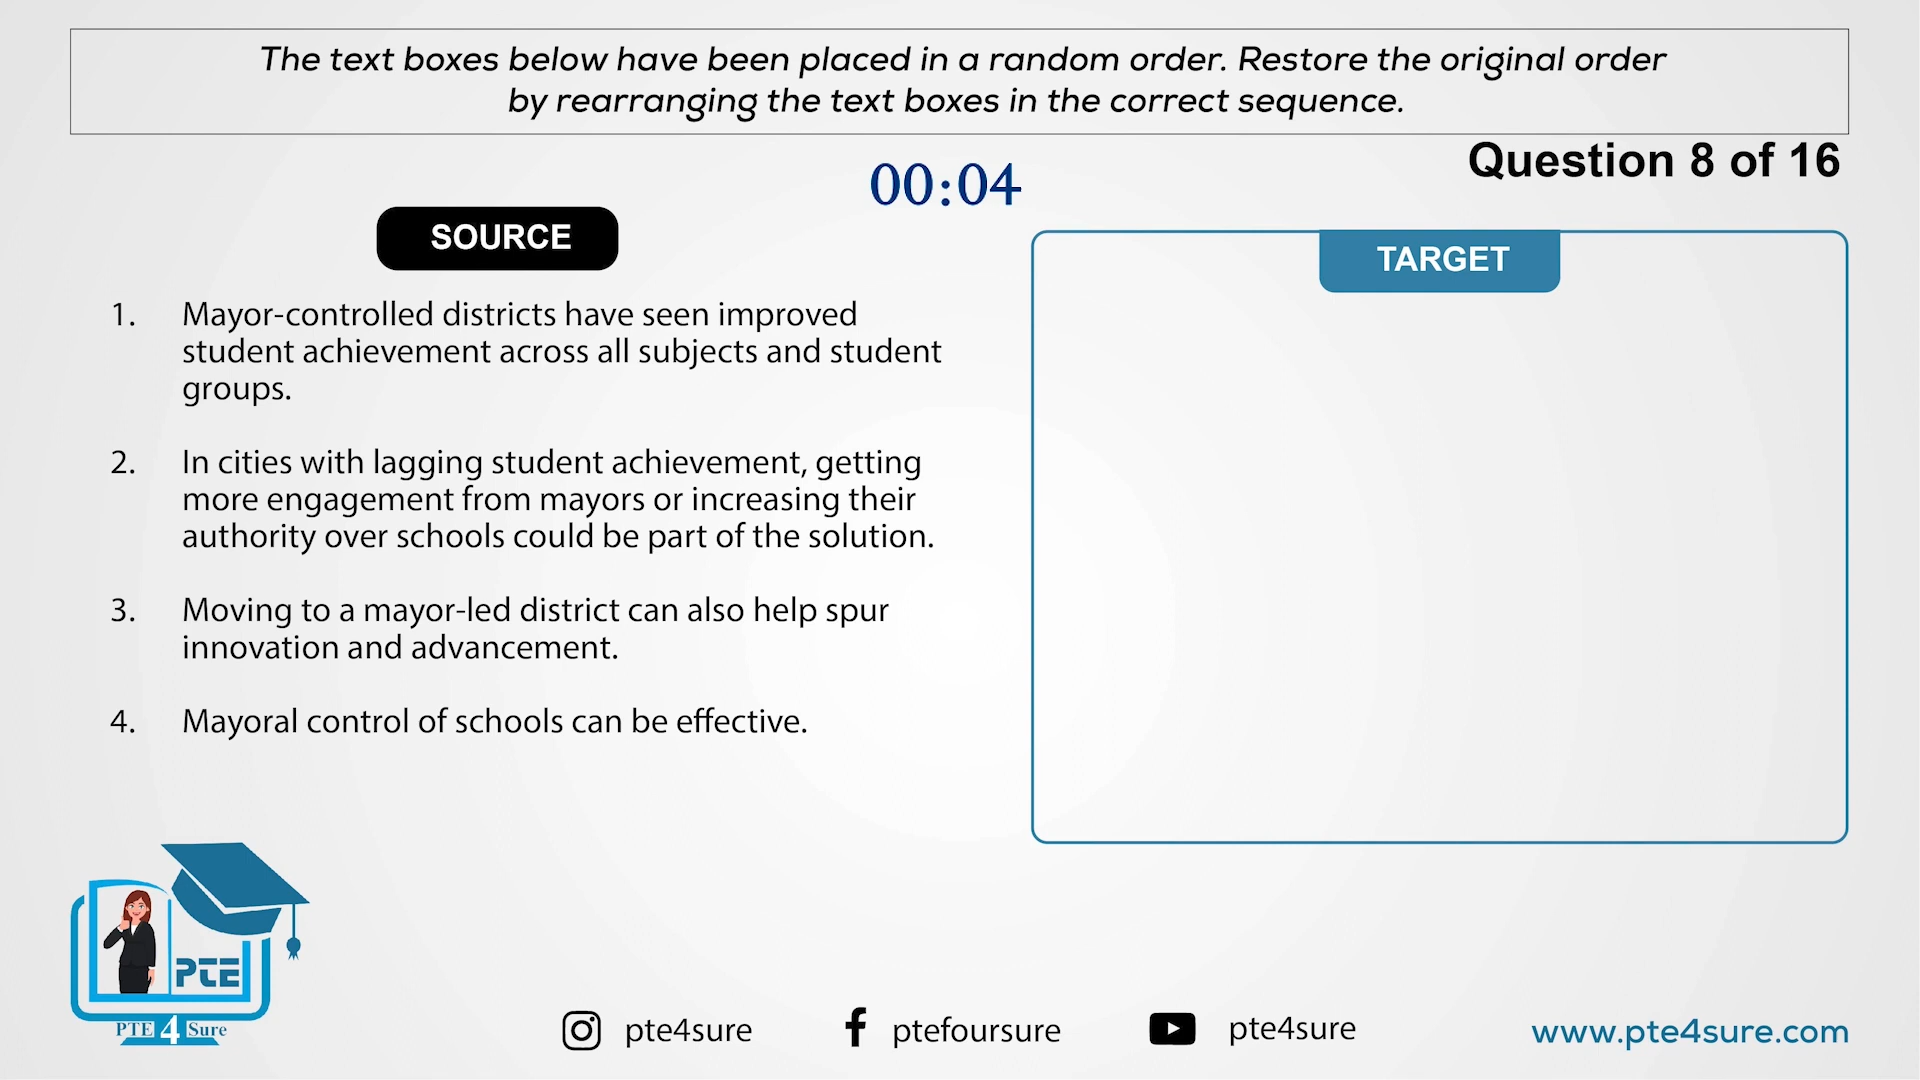 The text boxes below have been placed in a random order. Restore the original order
by rearranging the text boxes in the correct sequence.
Question 8 of 16
00:04
SOURCE
TARGET
1. Mayor-controlled districts have seen improved
student achievement across all subjects and student
groups.
2. In cities with lagging student achievement, getting
more engagement from mayors or increasing their
authority over schools could be part of the solution.
3. Moving to a mayor-led district can also help spur
innovation and advancement.
4. Mayoral control of schools can be effective.
PTE
PTE 4 Sure
pte4sure
ptefoursure
pte4sure
www.pte4sure.com